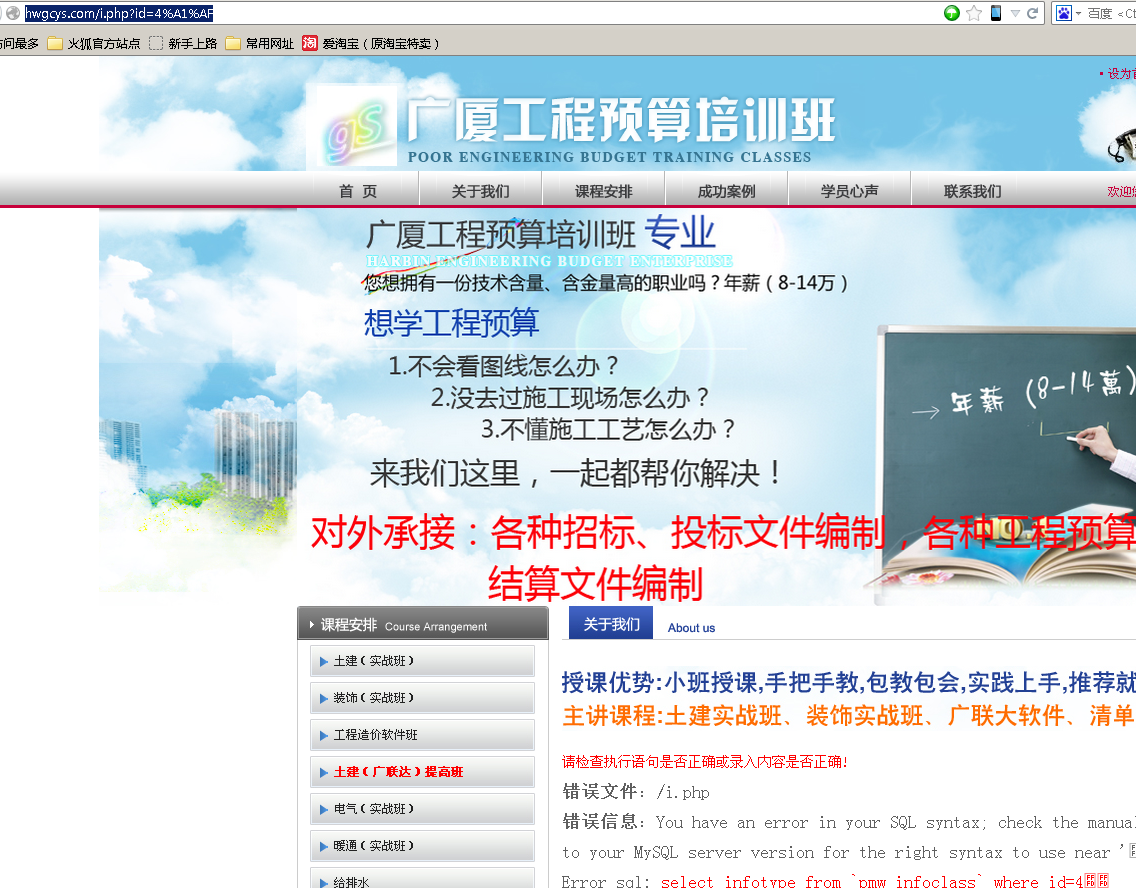 hwgcys.com/i.php?id=4%A1%AF
百度 <Ct
访问最多 火狐官方站点 新手上路 常用网址 爱淘宝（原淘宝特卖）
设为首
gs
广厦工程预算培训班
POOR ENGINEERING BUDGET TRAINING CLASSES
首 页 关于我们 课程安排 成功案例 学员心声 联系我们 欢迎您
广厦工程预算培训班 专业
HARBIN ENGINEERING BUDGET ENTERPRISE
您想拥有一份技术含量、含金量高的职业吗？年薪（8-14万）
想学工程预算
1.不会看图线怎么办？
2.没去过施工现场怎么办？
3.不懂施工工艺怎么办？
来我们这里，一起都帮你解决！
年薪 (8-14萬)
对外承接：各种招标、投标文件编制，各种工程预算
结算文件编制
课程安排 Course Arrangement
关于我们 About us
土建（实战班）
装饰（实战班）
工程造价软件班
土建（广联达）提高班
电气（实战班）
暖通（实战班）
给排水
授课优势:小班授课,手把手教,包教包会,实践上手,推荐就
主讲课程:土建实战班、装饰实战班、广联大软件、清单
请检查执行语句是否正确或录入内容是否正确!
错误文件: /i.php
错误信息: You have an error in your SQL syntax; check the manual
to your MySQL server version for the right syntax to use near '
Error sql: select infotype from `pmw_infoclass` where id=4